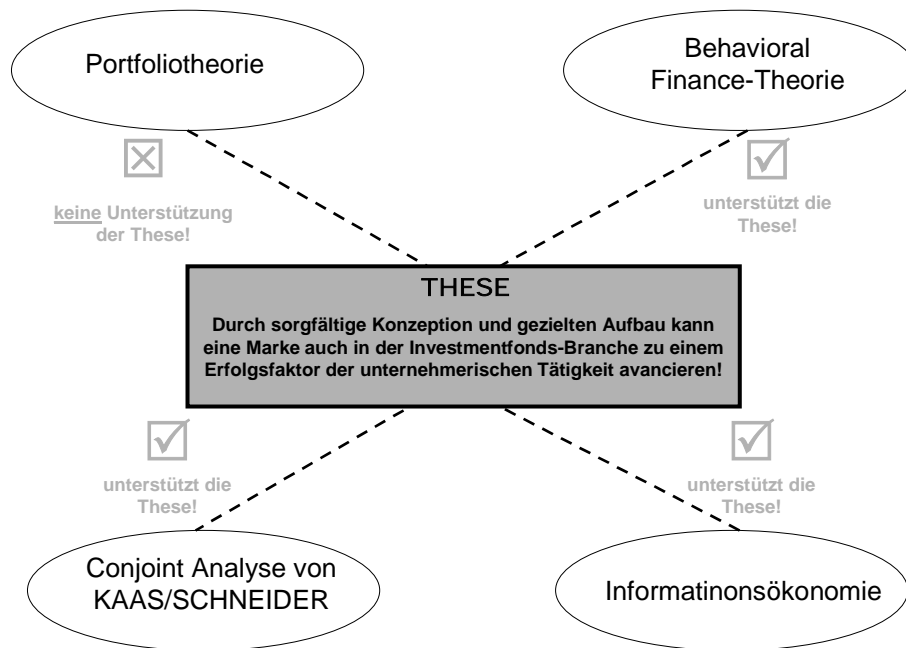 Portfoliotheorie
Behavioral
Finance-Theorie
keine Unterstützung
der These!
unterstützt die
These!
THESE
Durch sorgfältige Konzeption und gezielten Aufbau kann
eine Marke auch in der Investmentfonds-Branche zu einem
Erfolgsfaktor der unternehmerischen Tätigkeit avancieren!
unterstützt die
These!
unterstützt die
These!
Conjoint Analyse von
KAAS/SCHNEIDER
Informatinonsökonomie